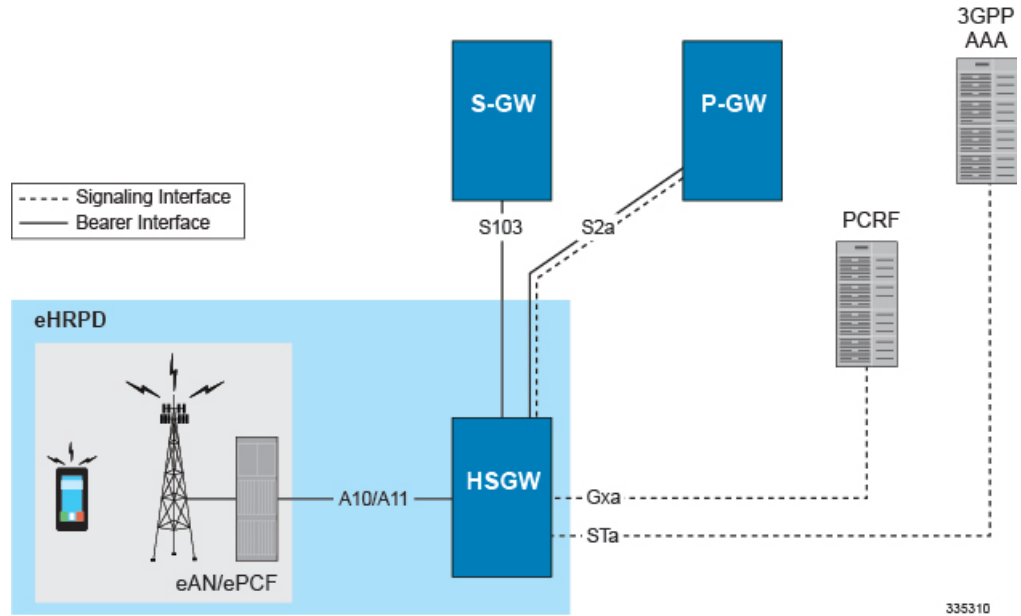 3GPP
AAA
S-GW
P-GW
Signaling Interface
Bearer Interface
S103
S2a
PCRF
eHRPD
HSGW
A10/A11
Gxa
STa
eAN/ePCF
335310